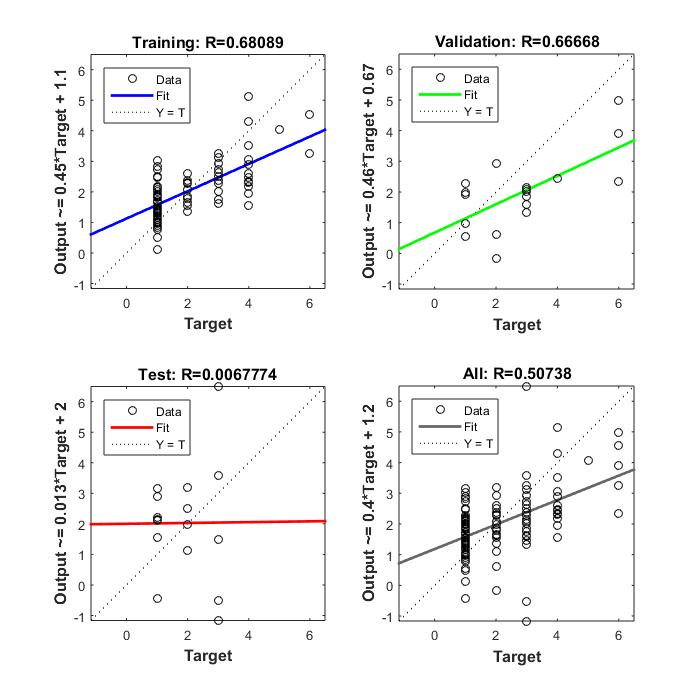 Training: R=0.68089
Output ~= 0.45*Target + 1.1
6
5
4
3
2
1
0
-1
Data
Fit
Y = T
0 2 4 6
Target
Validation: R=0.66668
Output ~= 0.46*Target + 0.67
6
5
4
3
2
1
0
-1
Data
Fit
Y = T
0 2 4 6
Target
Test: R=0.0067774
Output ~= 0.013*Target + 2
6
5
4
3
2
1
0
-1
Data
Fit
Y = T
0 2 4 6
Target
All: R=0.50738
Output ~= 0.4*Target + 1.2
6
5
4
3
2
1
0
-1
Data
Fit
Y = T
0 2 4 6
Target